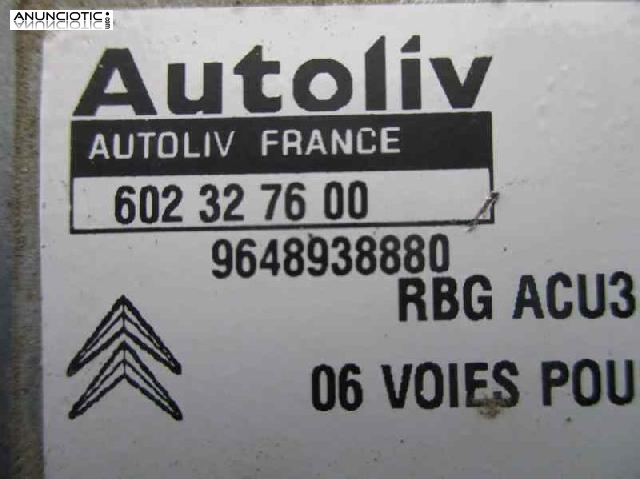 ANUNCIOTIC
Autoliv
AUTOLIV FRANCE
602 32 76 00
9648938880
RBG ACU3
06 VOIES POU